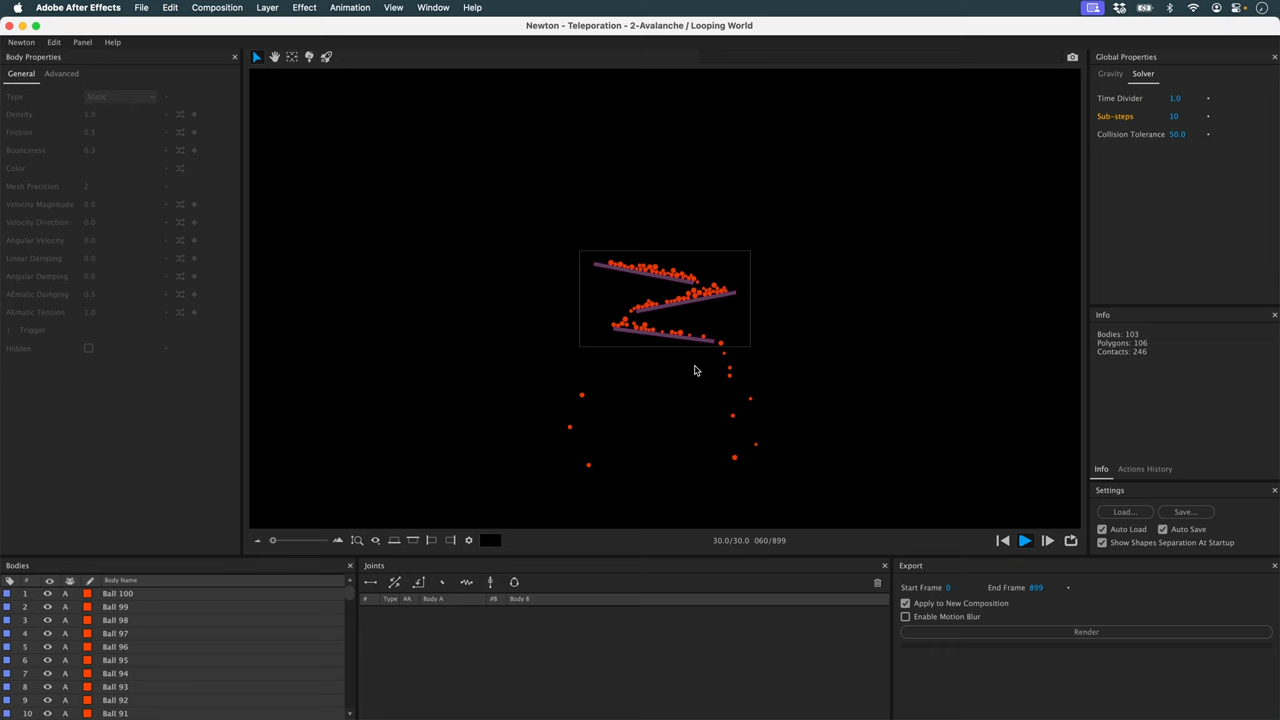 Adobe After Effects File Edit Composition Layer Effect Animation View Window Help
Newton - Teleporation - 2-Avalanche / Looping World
Newton Edit Panel Help
Body Properties
General Advanced
Type Static
Density 1.0
Friction 0.5
Bounciness 0.3
Color
Mesh Precision 2
Velocity Magnitude 0.0
Velocity Direction 0.0
Angular Velocity 0.0
Linear Damping 0.0
Angular Damping 0.0
AEmatic Damping 0.5
AEmatic Tension 1.0
Trigger
Hidden
30.0/30.0 060/899
Global Properties
Gravity Solver
Time Divider 1.0
Sub-steps 10
Collision Tolerance 50.0
Info
Bodies: 103
Polygons: 106
Contacts: 246
Info Actions History
Settings
Load... Save...
Auto Load Auto Save
Show Shapes Separation At Startup
Bodies
# Body Name
1 A Ball 100
2 A Ball 99
3 A Ball 98
4 A Ball 97
5 A Ball 96
6 A Ball 95
7 A Ball 94
8 A Ball 93
9 A Ball 92
10 A Ball 91
Joints
# Type #A Body A #B Body B
Export
Start Frame 0 End Frame 899
Apply to New Composition
Enable Motion Blur
Render